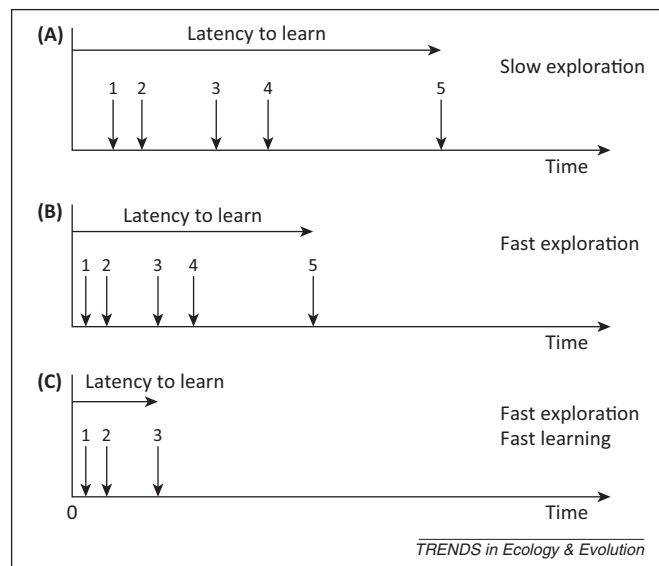 (A)
Latency to learn
Slow exploration
1 2 3 4 5
Time
(B)
Latency to learn
Fast exploration
1 2 3 4 5
Time
(C)
Latency to learn
Fast exploration
Fast learning
1 2 3
0
Time
TRENDS in Ecology & Evolution